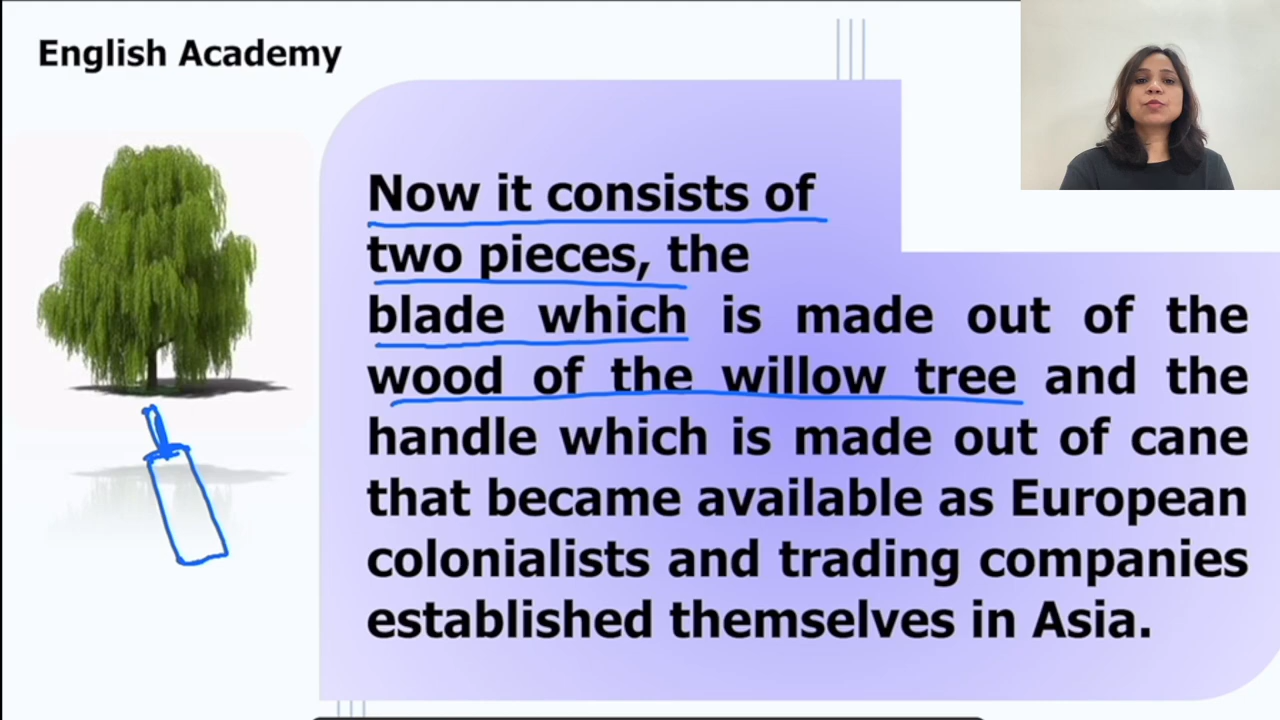 English Academy
Now it consists of
two pieces, the
blade which is made out of the
wood of the willow tree and the
handle which is made out of cane
that became available as European
colonialists and trading companies
established themselves in Asia.